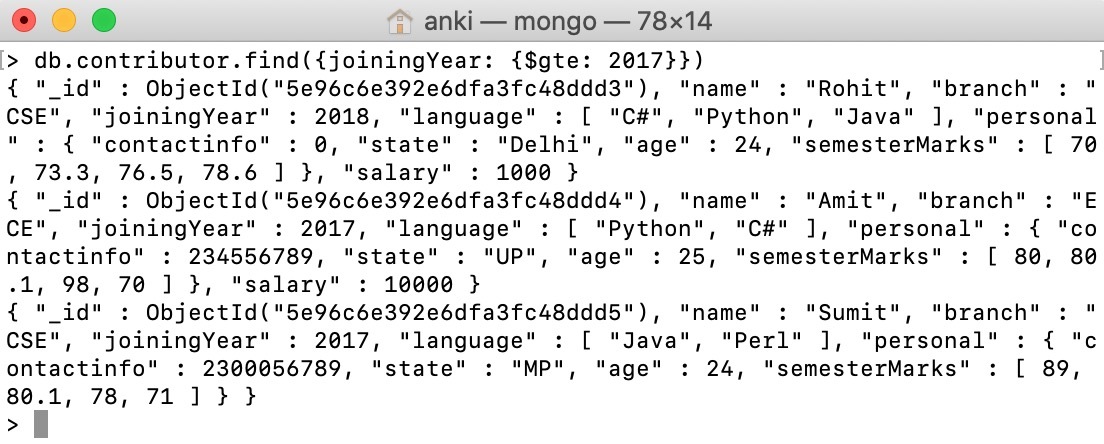 anki — mongo — 78×14
[> db.contributor.find({joiningYear: {$gte: 2017}})                           ]
{ "_id" : ObjectId("5e96c6e392e6dfa3fc48ddd3"), "name" : "Rohit", "branch" : "
CSE", "joiningYear" : 2018, "language" : [ "C#", "Python", "Java" ], "personal
" : { "contactinfo" : 0, "state" : "Delhi", "age" : 24, "semesterMarks" : [ 70
, 73.3, 76.5, 78.6 ] }, "salary" : 1000 }
{ "_id" : ObjectId("5e96c6e392e6dfa3fc48ddd4"), "name" : "Amit", "branch" : "E
CE", "joiningYear" : 2017, "language" : [ "Python", "C#" ], "personal" : { "co
ntactinfo" : 234556789, "state" : "UP", "age" : 25, "semesterMarks" : [ 80, 80
.1, 98, 70 ] }, "salary" : 10000 }
{ "_id" : ObjectId("5e96c6e392e6dfa3fc48ddd5"), "name" : "Sumit", "branch" : "
CSE", "joiningYear" : 2017, "language" : [ "Java", "Perl" ], "personal" : { "c
ontactinfo" : 2300056789, "state" : "MP", "age" : 24, "semesterMarks" : [ 89,
80.1, 78, 71 ] } }
>